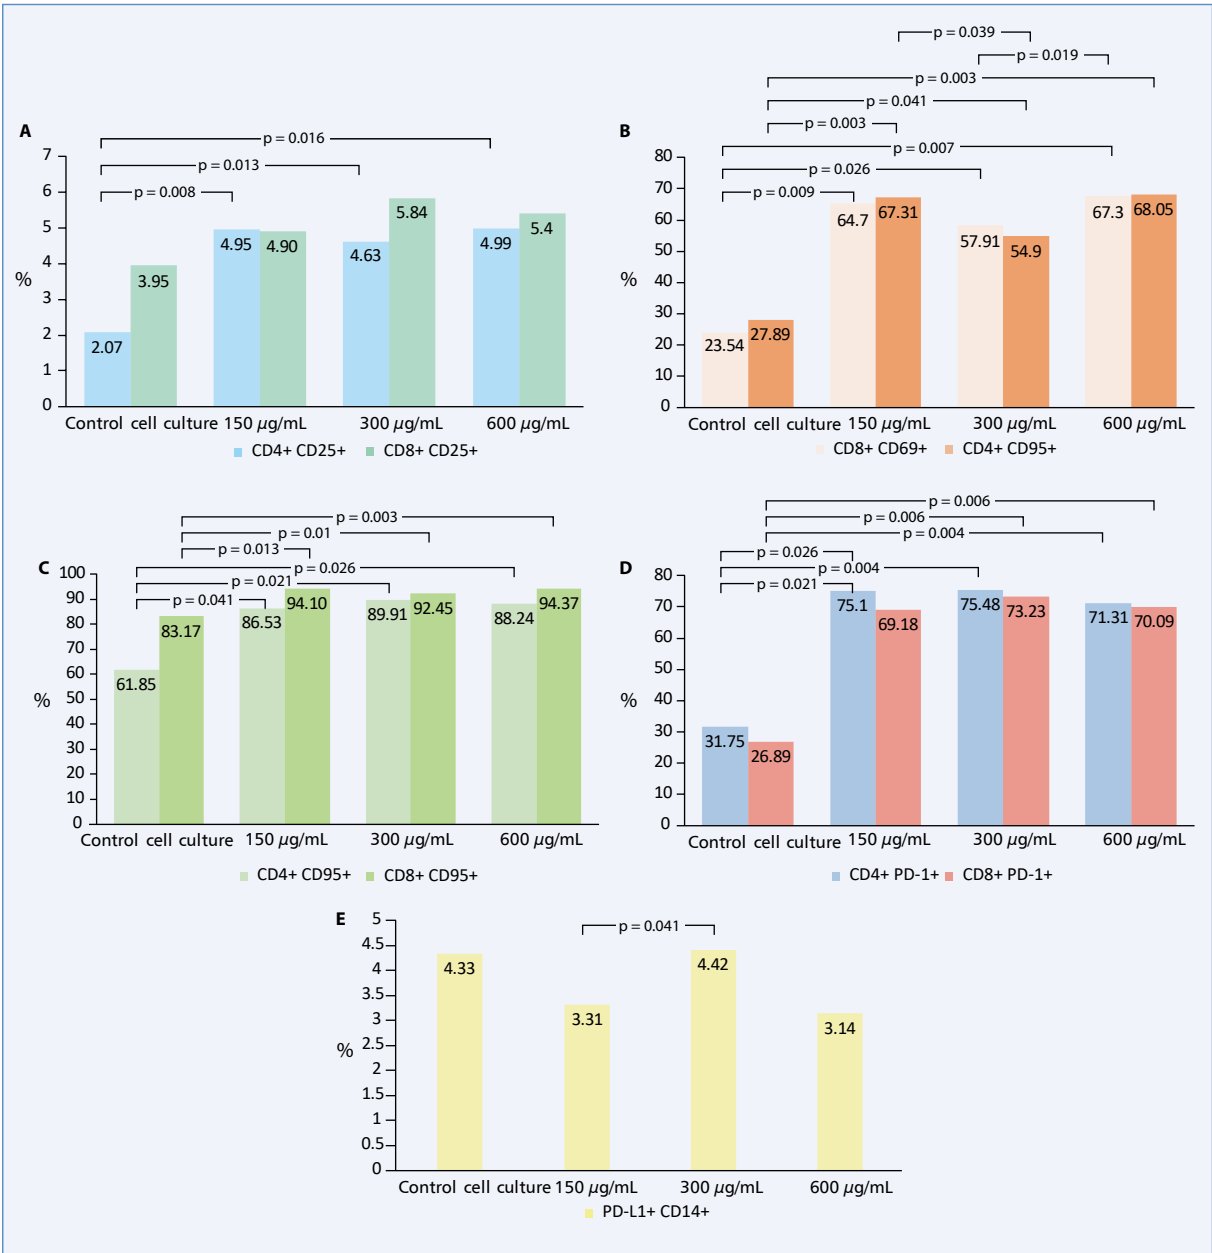 A
p = 0.016
p = 0.013
p = 0.008
7
6
5
4
3
2
1
0
%
2.07
3.95
4.95
4.90
4.63
5.84
4.99
5.4
Control cell culture 150 µg/mL 300 µg/mL 600 µg/mL
CD4+ CD25+ CD8+ CD25+
p = 0.039
p = 0.019
p = 0.003
p = 0.041
p = 0.003
p = 0.007
p = 0.026
p = 0.009
B
80
70
60
50
40
30
20
10
0
%
23.54
27.89
64.7
67.31
57.91
54.9
67.3
68.05
Control cell culture 150 µg/mL 300 µg/mL 600 µg/mL
CD8+ CD69+ CD4+ CD95+
p = 0.003
p = 0.01
p = 0.013
p = 0.026
p = 0.021
p = 0.041
C
100
90
80
70
60
50
40
30
20
10
0
%
61.85
83.17
86.53
94.10
89.91
92.45
88.24
94.37
Control cell culture 150 µg/mL 300 µg/mL 600 µg/mL
CD4+ CD95+ CD8+ CD95+
p = 0.006
p = 0.006
p = 0.004
p = 0.026
p = 0.004
p = 0.021
D
80
70
60
50
40
30
20
10
0
%
31.75
26.89
75.1
69.18
75.48
73.23
71.31
70.09
Control cell culture 150 µg/mL 300 µg/mL 600 µg/mL
CD4+ PD-1+ CD8+ PD-1+
E
p = 0.041
5
4.5
4
3.5
3
2.5
2
1.5
1
0.5
0
%
4.33
3.31
4.42
3.14
Control cell culture 150 µg/mL 300 µg/mL 600 µg/mL
PD-L1+ CD14+